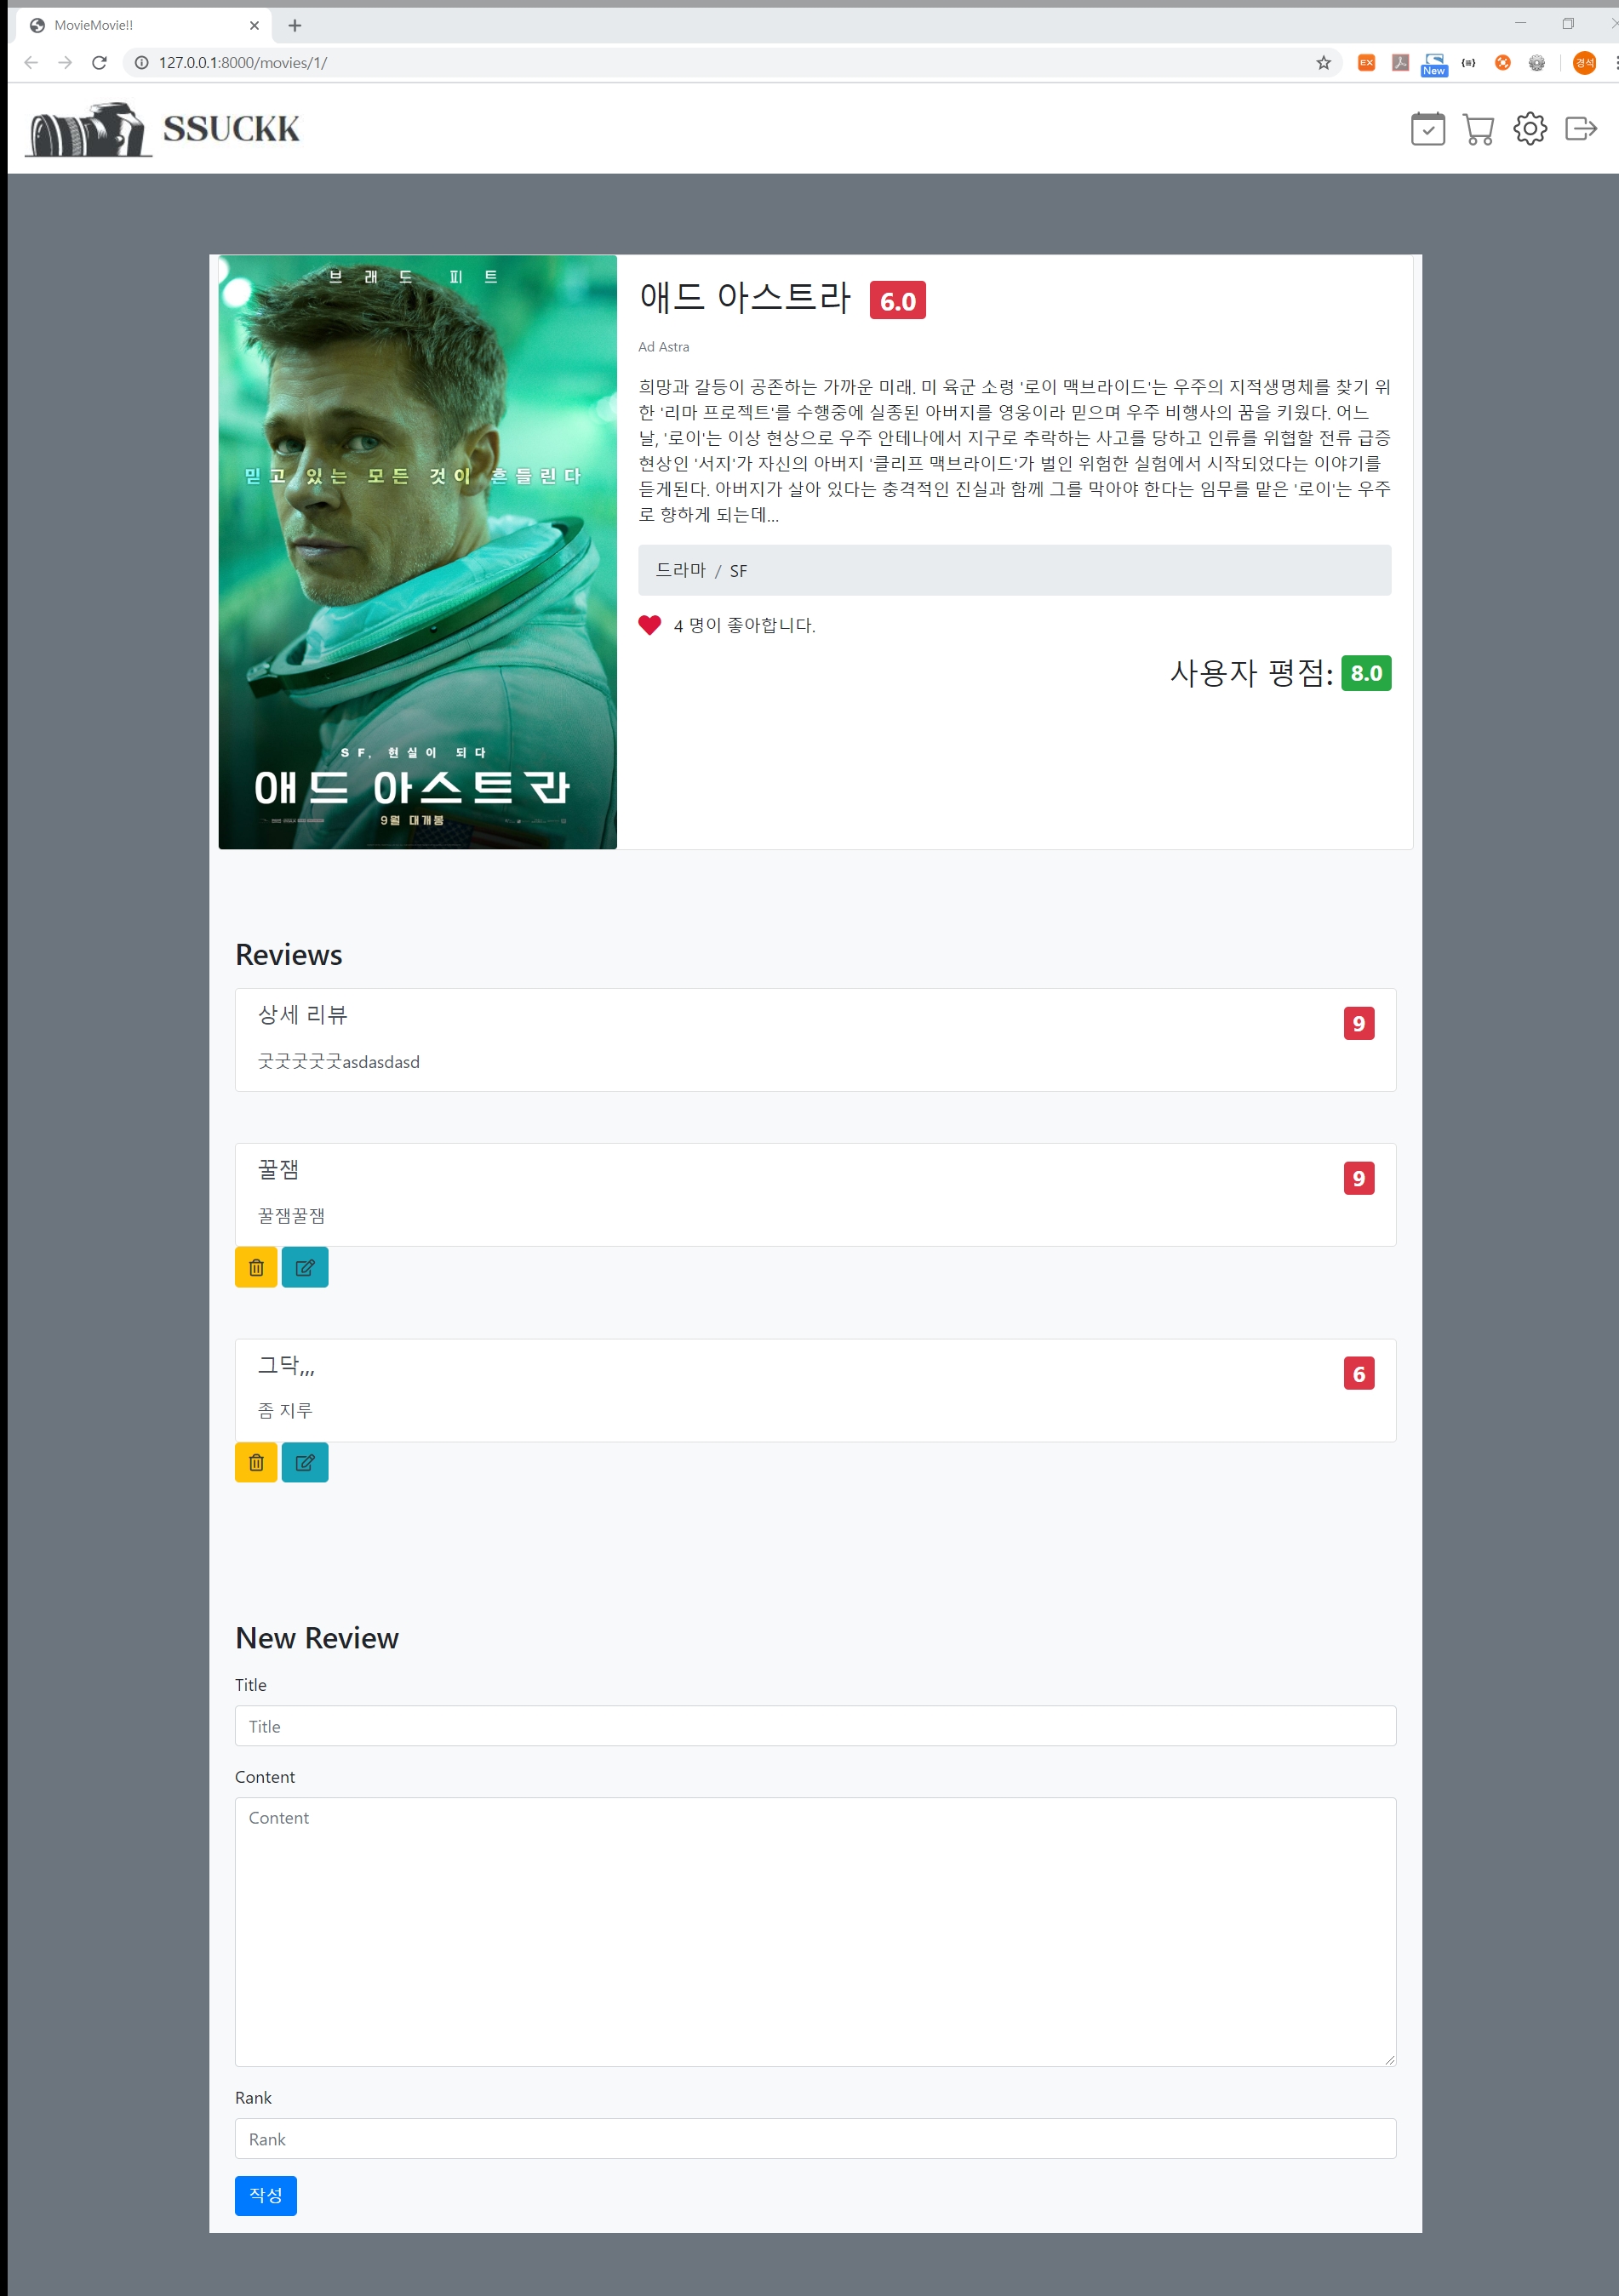 MovieMovie!!
127.0.0.1:8000/movies/1/
EX
New
경석
SSUCKK
브래드 피트
믿고 있는 모든 것이 흔들린다
SF, 현실이 되다
애드 아스트라
9월 대개봉
애드 아스트라 6.0
Ad Astra
희망과 갈등이 공존하는 가까운 미래. 미 육군 소령 '로이 맥브라이드'는 우주의 지적생명체를 찾기 위
한 '리마 프로젝트'를 수행중에 실종된 아버지를 영웅이라 믿으며 우주 비행사의 꿈을 키웠다. 어느
날, '로이'는 이상 현상으로 우주 안테나에서 지구로 추락하는 사고를 당하고 인류를 위협할 전류 급증
현상인 '서지'가 자신의 아버지 '클리프 맥브라이드'가 벌인 위험한 실험에서 시작되었다는 이야기를
듣게된다. 아버지가 살아 있다는 충격적인 진실과 함께 그를 막아야 한다는 임무를 맡은 '로이'는 우주
로 향하게 되는데...
드라마 / SF
4 명이 좋아합니다.
사용자 평점: 8.0
Reviews
상세 리뷰
9
굿굿굿굿굿asdasdasd
꿀잼
9
꿀잼꿀잼
그닥,,,
6
좀 지루
New Review
Title
Title
Content
Content
Rank
Rank
작성